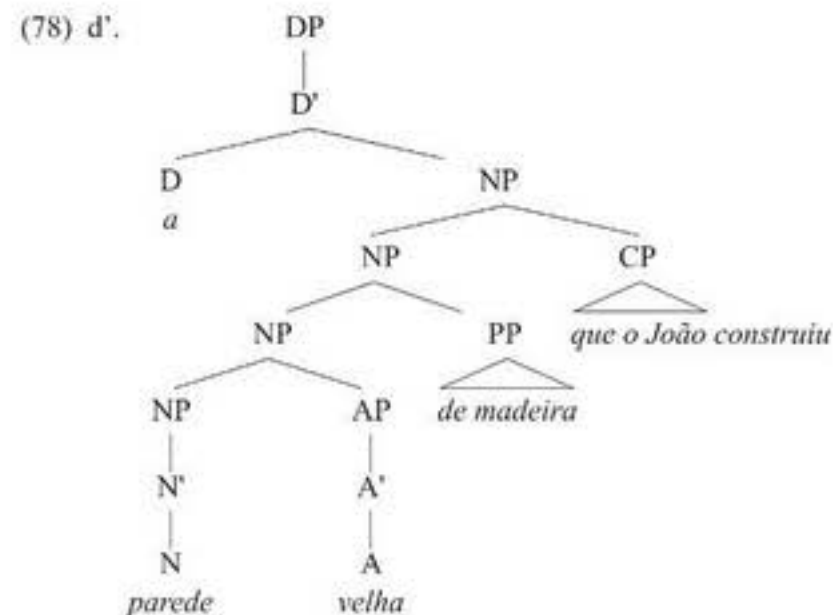 (78) d'. DP
D'
D NP
a
NP CP
NP PP que o João construiu
NP AP de madeira
N' A'
N A
parede velha